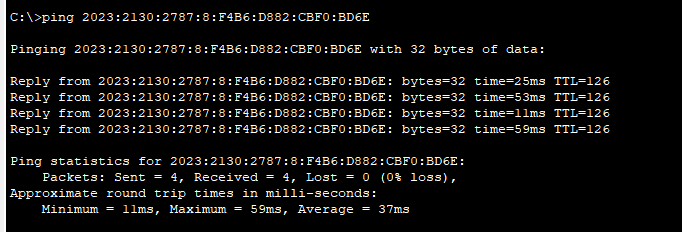 C:\>ping 2023:2130:2787:8:F4B6:D882:CBF0:BD6E
Pinging 2023:2130:2787:8:F4B6:D882:CBF0:BD6E with 32 bytes of data:
Reply from 2023:2130:2787:8:F4B6:D882:CBF0:BD6E: bytes=32 time=25ms TTL=126
Reply from 2023:2130:2787:8:F4B6:D882:CBF0:BD6E: bytes=32 time=53ms TTL=126
Reply from 2023:2130:2787:8:F4B6:D882:CBF0:BD6E: bytes=32 time=11ms TTL=126
Reply from 2023:2130:2787:8:F4B6:D882:CBF0:BD6E: bytes=32 time=59ms TTL=126
Ping statistics for 2023:2130:2787:8:F4B6:D882:CBF0:BD6E:
Packets: Sent = 4, Received = 4, Lost = 0 (0% loss),
Approximate round trip times in milli-seconds:
Minimum = 11ms, Maximum = 59ms, Average = 37ms